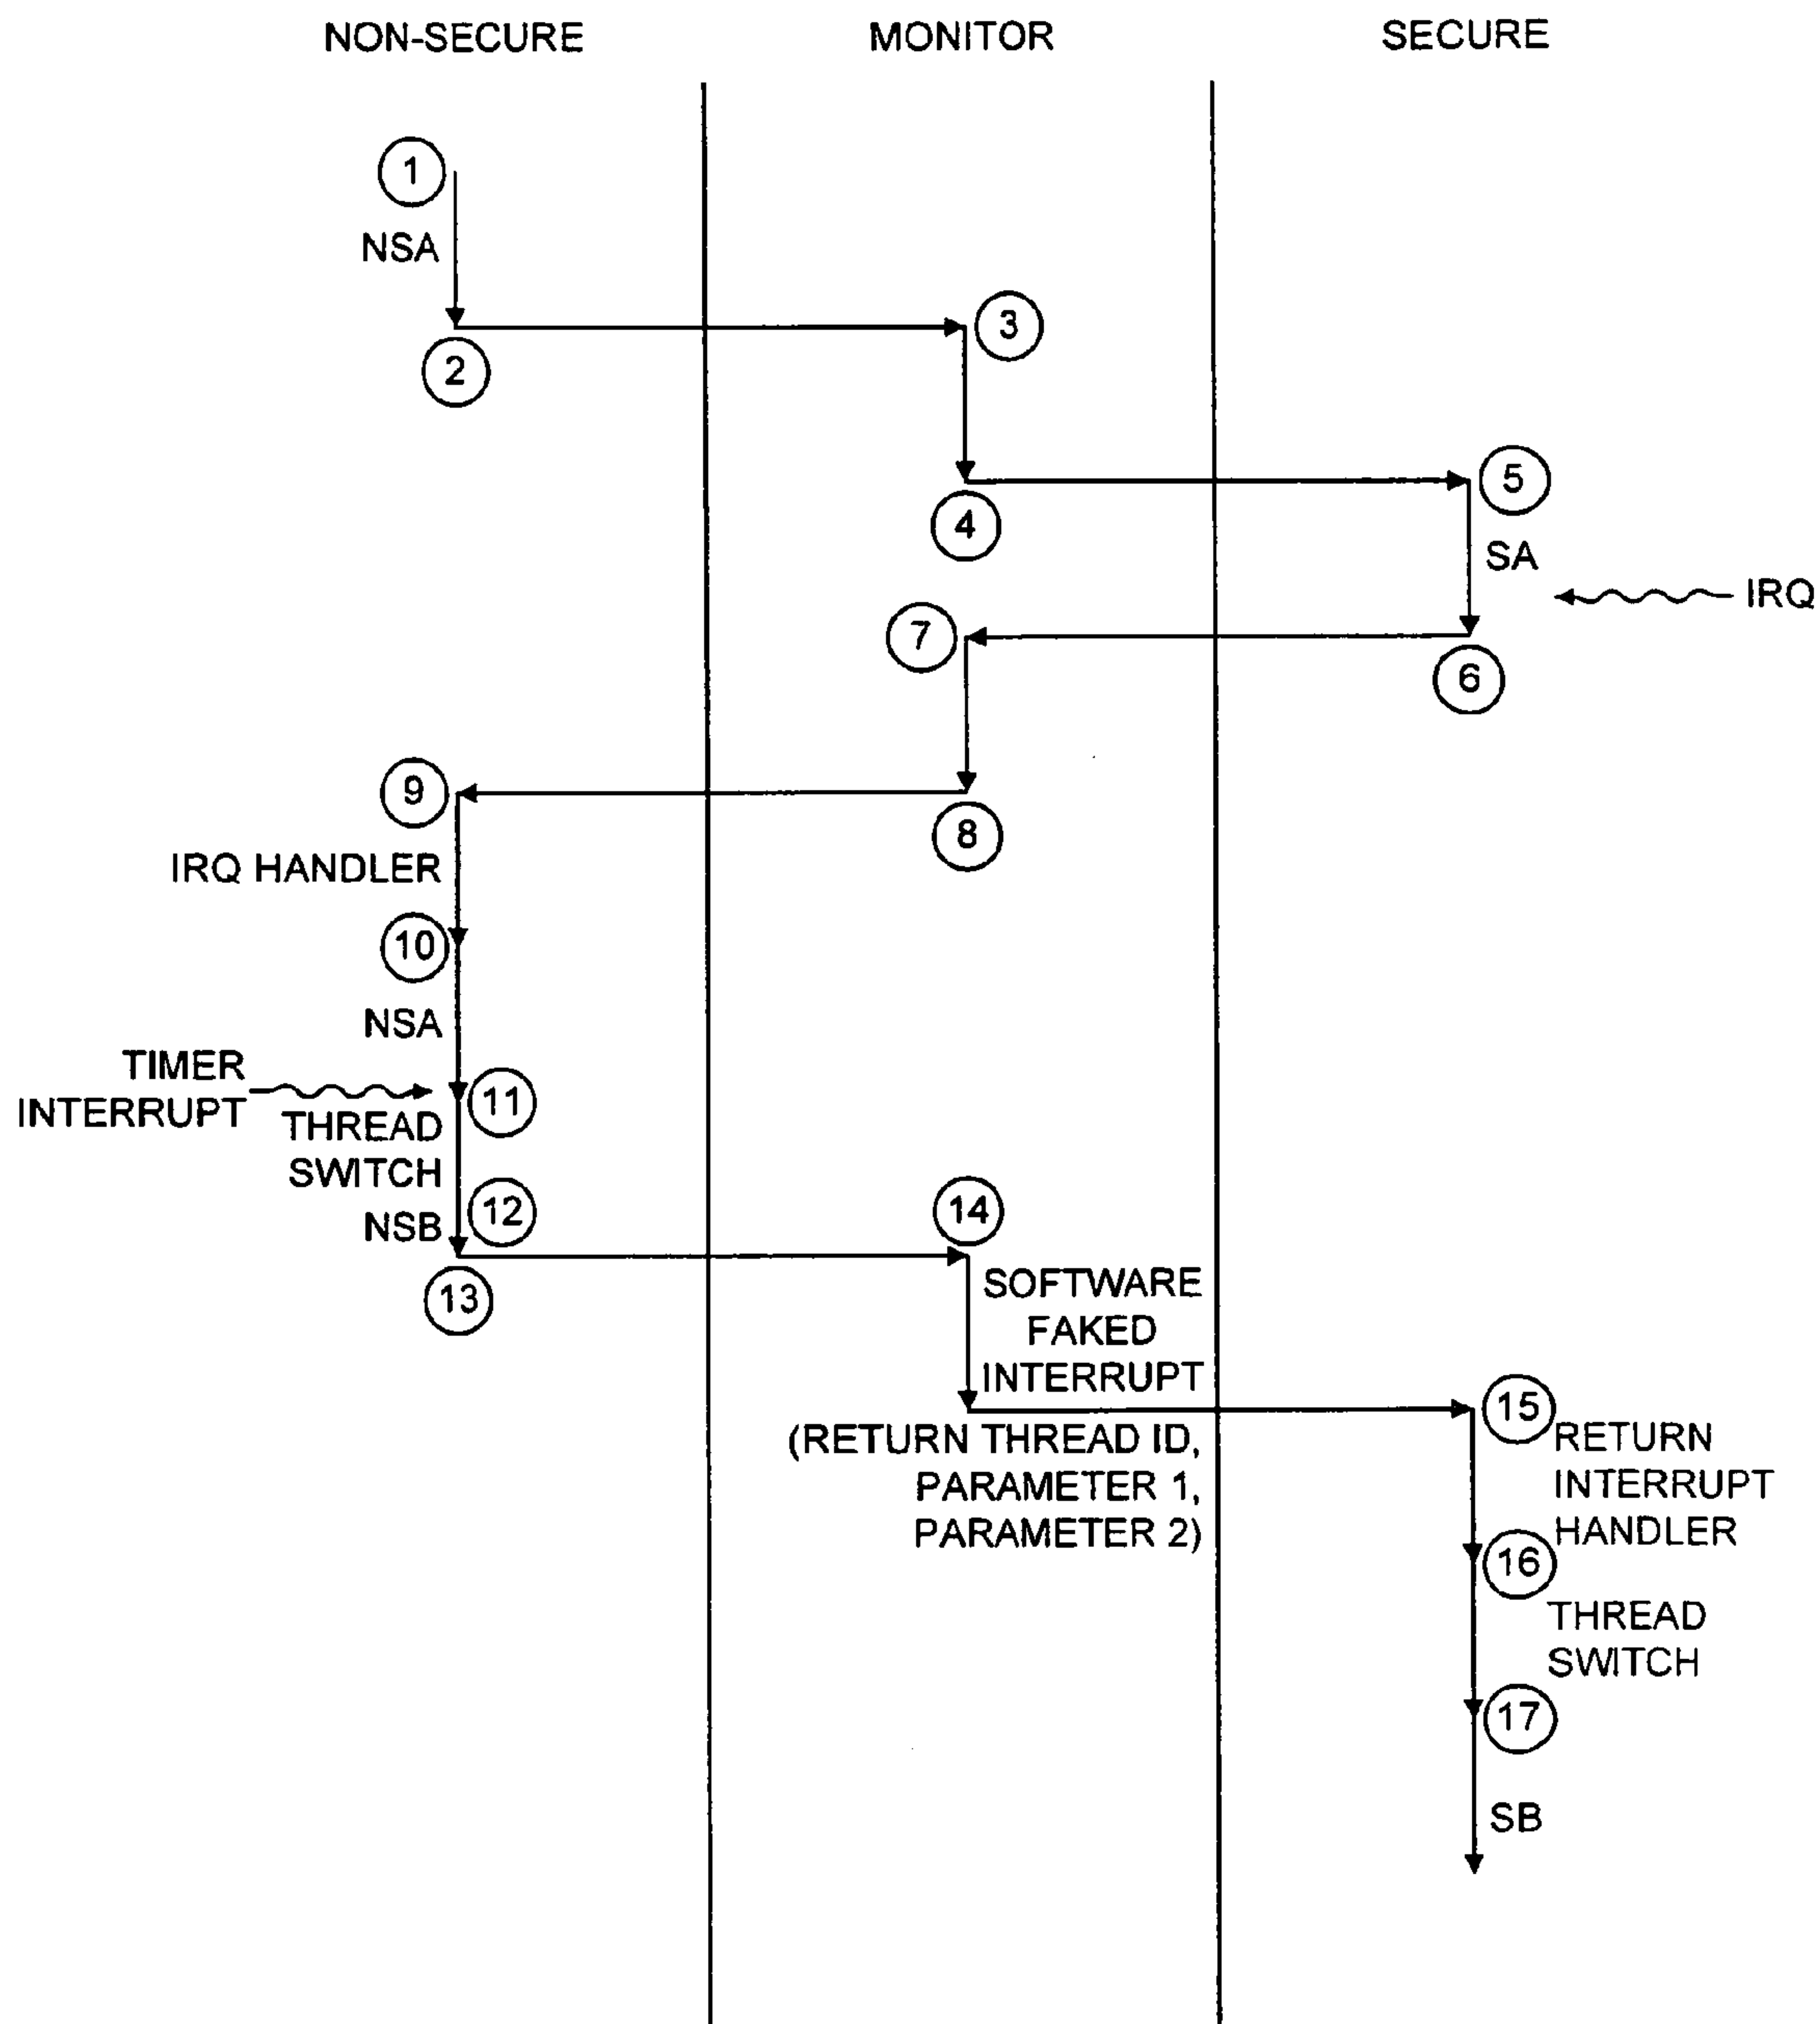 NON-SECURE
MONITOR
SECURE
1
NSA
2
3
4
5
SA
IRQ
6
7
8
9
IRQ HANDLER
10
NSA
TIMER
INTERRUPT
11
THREAD
SWITCH
12
NSB
13
14
SOFTWARE
FAKED
INTERRUPT
(RETURN THREAD ID,
PARAMETER 1,
PARAMETER 2)
15
RETURN
INTERRUPT
HANDLER
16
THREAD
SWITCH
17
SB